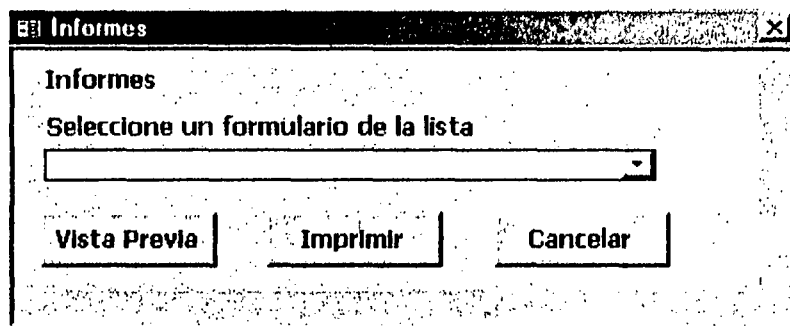 Informes
Informes
Seleccione un formulario de la lista
Vista Previa Imprimir Cancelar